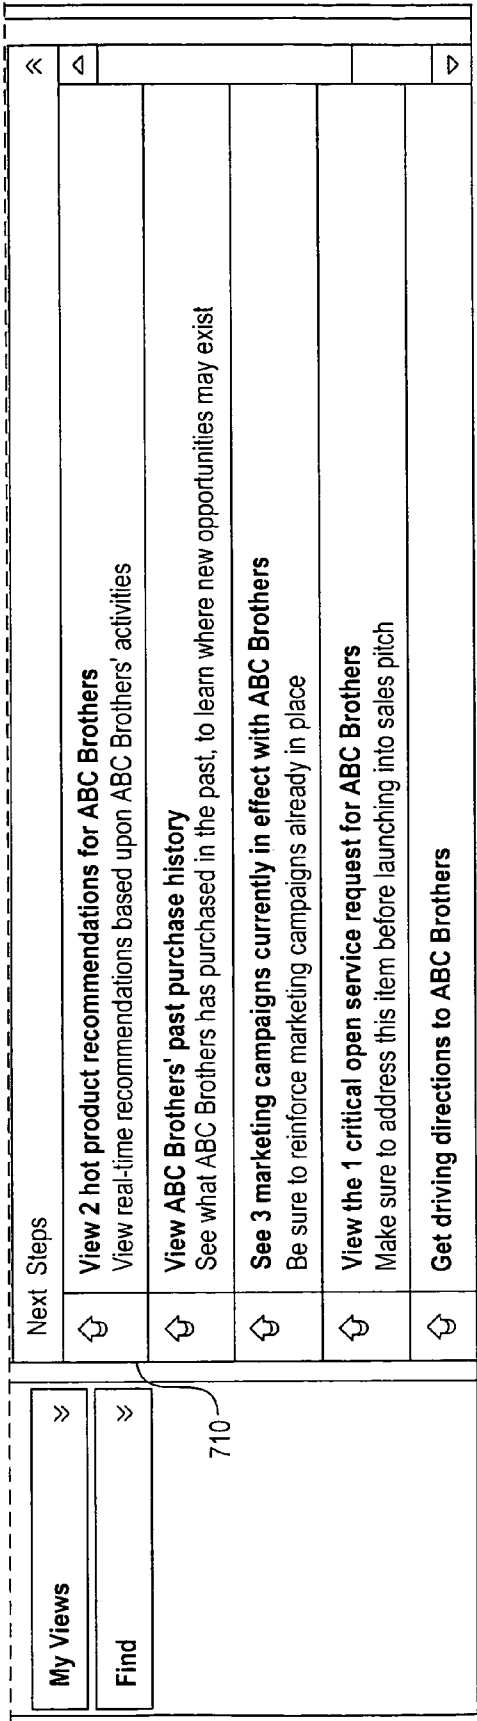 My Views
Find
710
Next Steps
View 2 hot product recommendations for ABC Brothers
View real-time recommendations based upon ABC Brothers' activities
View ABC Brothers' past purchase history
See what ABC Brothers has purchased in the past, to learn where new opportunities may exist
See 3 marketing campaigns currently in effect with ABC Brothers
Be sure to reinforce marketing campaigns already in place
View the 1 critical open service request for ABC Brothers
Make sure to address this item before launching into sales pitch
Get driving directions to ABC Brothers